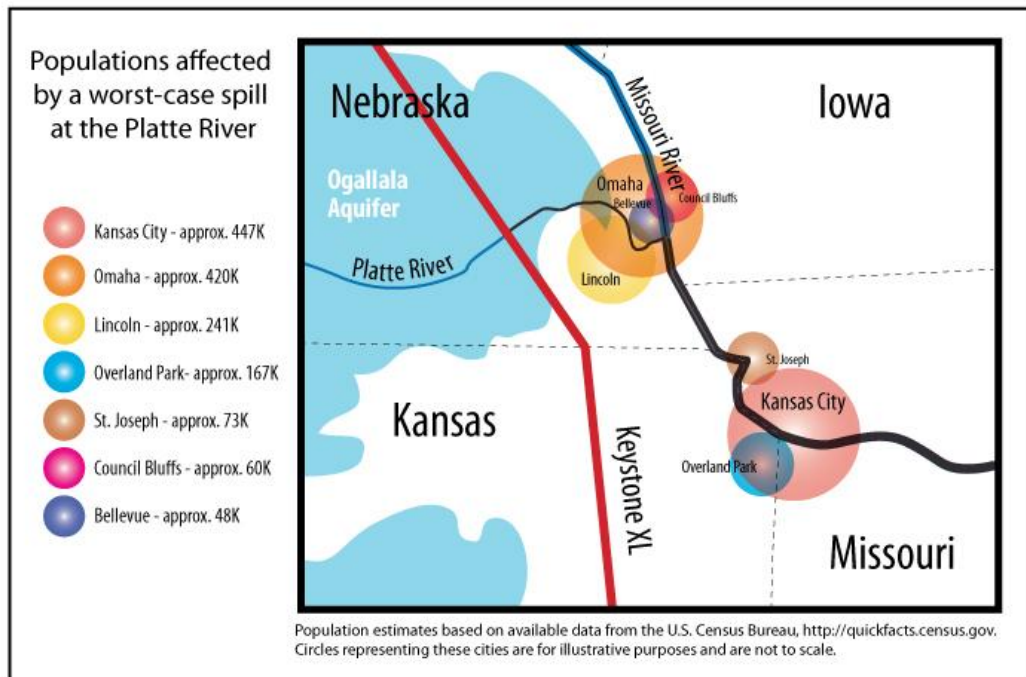 Populations affected
by a worst-case spill
at the Platte River
Kansas City - approx. 447K
Omaha - approx. 420K
Lincoln - approx. 241K
Overland Park- approx. 167K
St. Joseph - approx. 73K
Council Bluffs - approx. 60K
Bellevue - approx. 48K
Nebraska
Iowa
Missouri River
Ogallala
Aquifer
Omaha
Council Bluffs
Bellevue
Platte River
Lincoln
St. Joseph
Kansas
Kansas City
Keystone XL
Overland Park
Missouri
Population estimates based on available data from the U.S. Census Bureau, http://quickfacts.census.gov.
Circles representing these cities are for illustrative purposes and are not to scale.